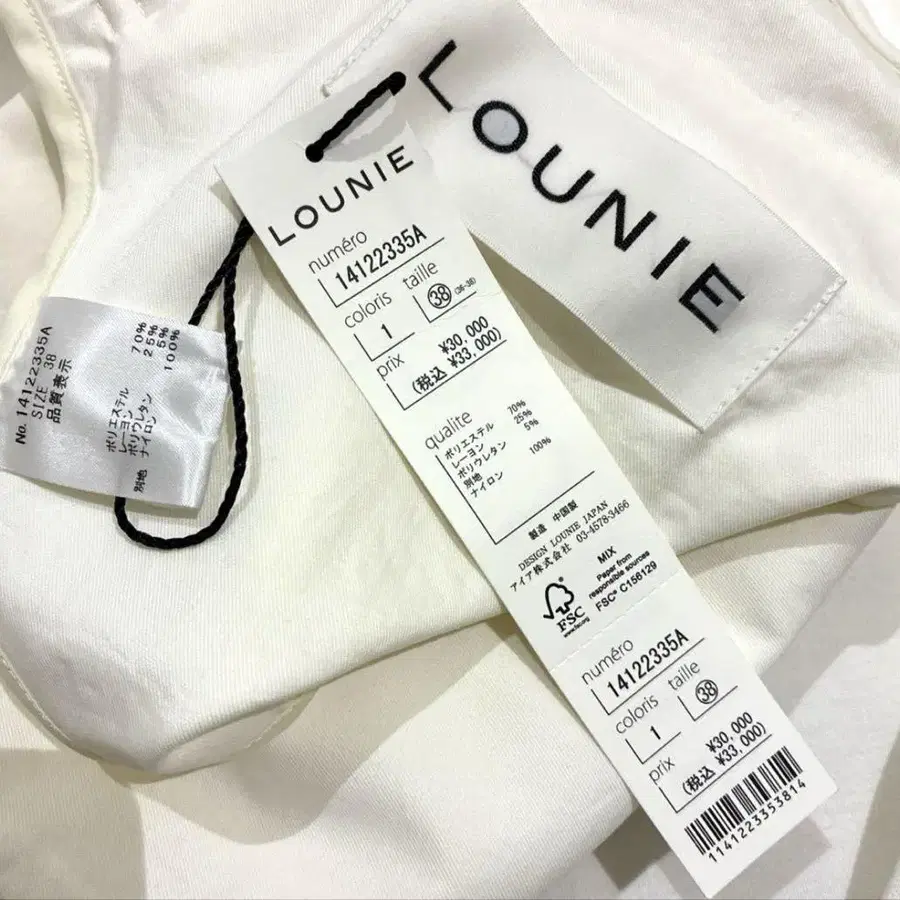 LOUNIE
LOUNIE
numéro
14122335A
coloris taille
1 38 (36-38)
prix
¥30,000
(税込 ¥33,000)
qualite
ポリエステル 70%
レーヨン 25%
ポリウレタン 5%
別地
ナイロン 100%
製造 中国製
DESIGN LOUNIE JAPAN
アイア株式会社 03-4578-3466
FSC
www.fsc.org
MIX
Paper from
responsible sources
FSC® C156129
numéro
14122335A
coloris taille
1 38
prix
¥30,000
(税込 ¥33,000)
1141223353814
No. 14122335A
SIZE 38
品質表示
ポリエステル 70%
レーヨン 25%
ポリウレタン 5%
別地
ナイロン 100%